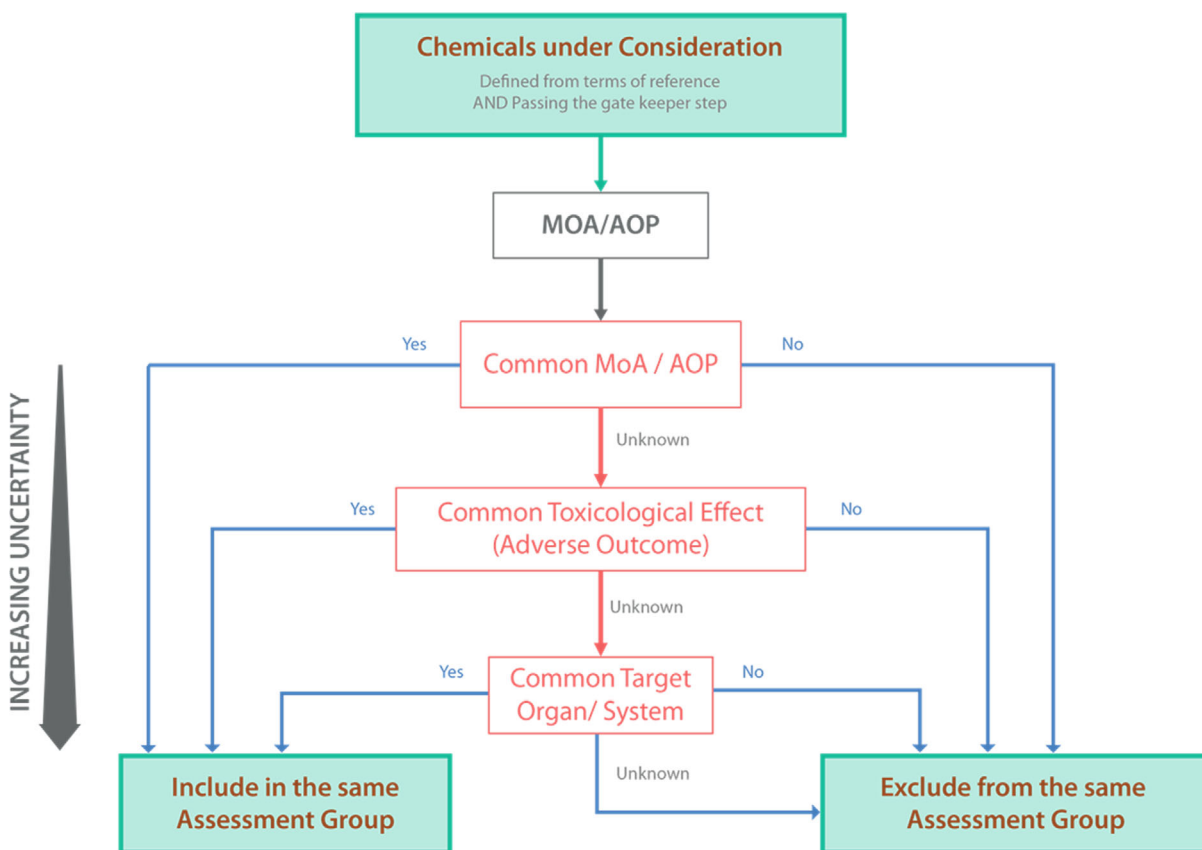 Chemicals under Consideration
Defined from terms of reference
AND Passing the gate keeper step
MOA/AOP
Yes
Common MoA / AOP
No
Unknown
INCREASING UNCERTAINTY
Yes
Common Toxicological Effect
(Adverse Outcome)
No
Unknown
Yes
Common Target
Organ/ System
No
Unknown
Include in the same
Assessment Group
Exclude from the same
Assessment Group